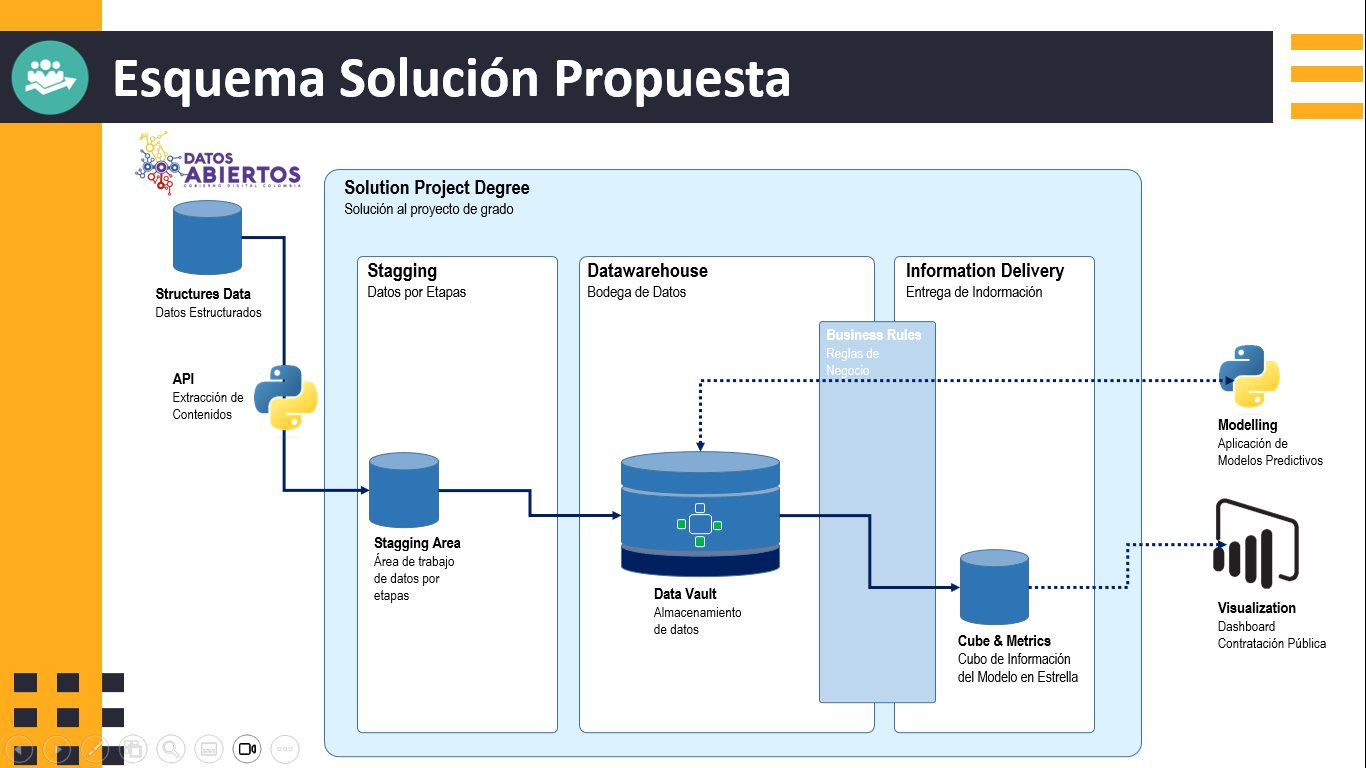 Esquema Solución Propuesta
DATOS
ABIERTOS
GOBIERNO DIGITAL COLOMBIA
Structures Data
Datos Estructurados
API
Extracción de
Contenidos
Solution Project Degree
Solución al proyecto de grado
Stagging
Datos por Etapas
Stagging Area
Área de trabajo
de datos por
etapas
Datawarehouse
Bodega de Datos
Data Vault
Almacenamiento
de datos
Business Rules
Reglas de
Negocio
Information Delivery
Entrega de Indormación
Cube & Metrics
Cubo de Información
del Modelo en Estrella
Modelling
Aplicación de
Modelos Predictivos
Visualization
Dashboard
Contratación Pública